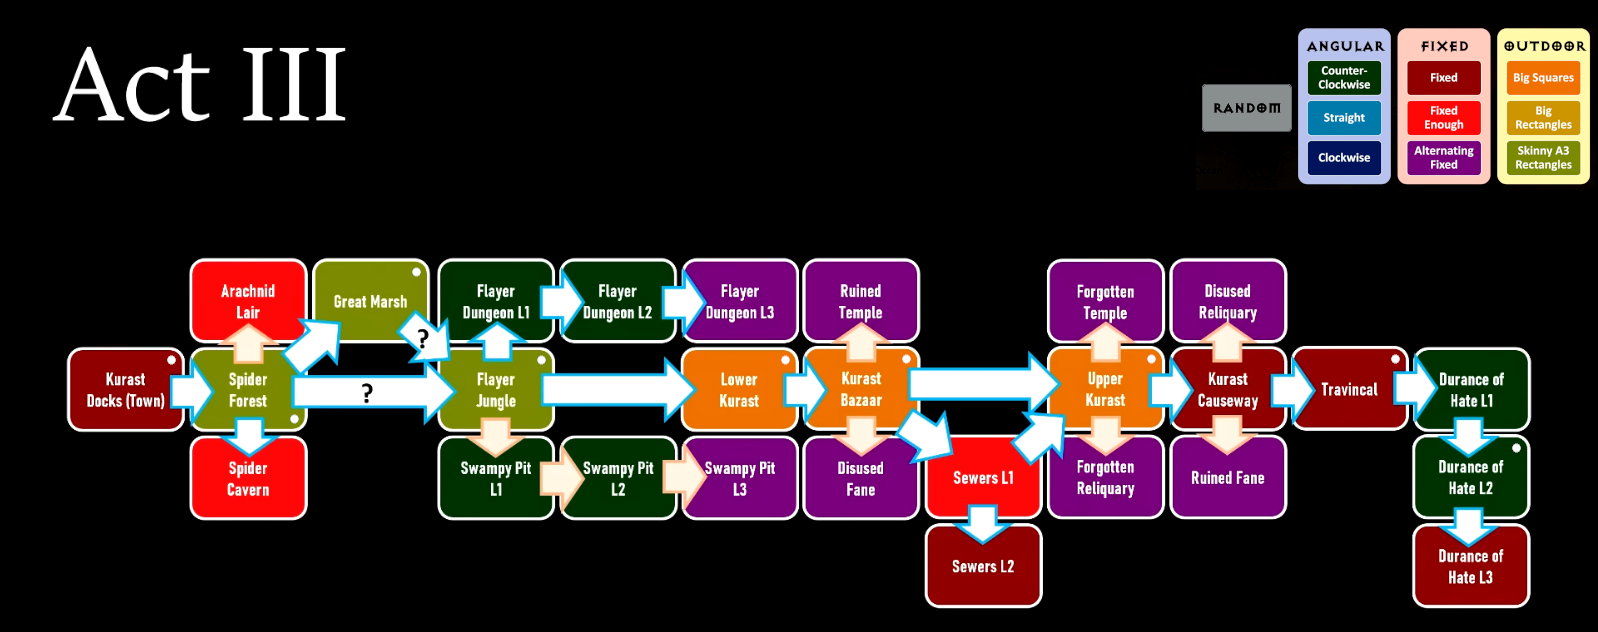 Act III
RANDOM
ANGULAR
Counter-
Clockwise
Straight
Clockwise
FIXED
Fixed
Fixed
Enough
Alternating
Fixed
OUTDOOR
Big Squares
Big
Rectangles
Skinny A3
Rectangles
Arachnid
Lair
Great Marsh
Flayer
Dungeon L1
Flayer
Dungeon L2
Flayer
Dungeon L3
Ruined
Temple
Forgotten
Temple
Disused
Reliquary
?
Kurast
Docks (Town)
Spider
Forest
?
Flayer
Jungle
Lower
Kurast
Kurast
Bazaar
Upper
Kurast
Kurast
Causeway
Travincal
Durance of
Hate L1
Spider
Cavern
Swampy Pit
L1
Swampy Pit
L2
Swampy Pit
L3
Disused
Fane
Sewers L1
Forgotten
Reliquary
Ruined Fane
Durance of
Hate L2
Sewers L2
Durance of
Hate L3